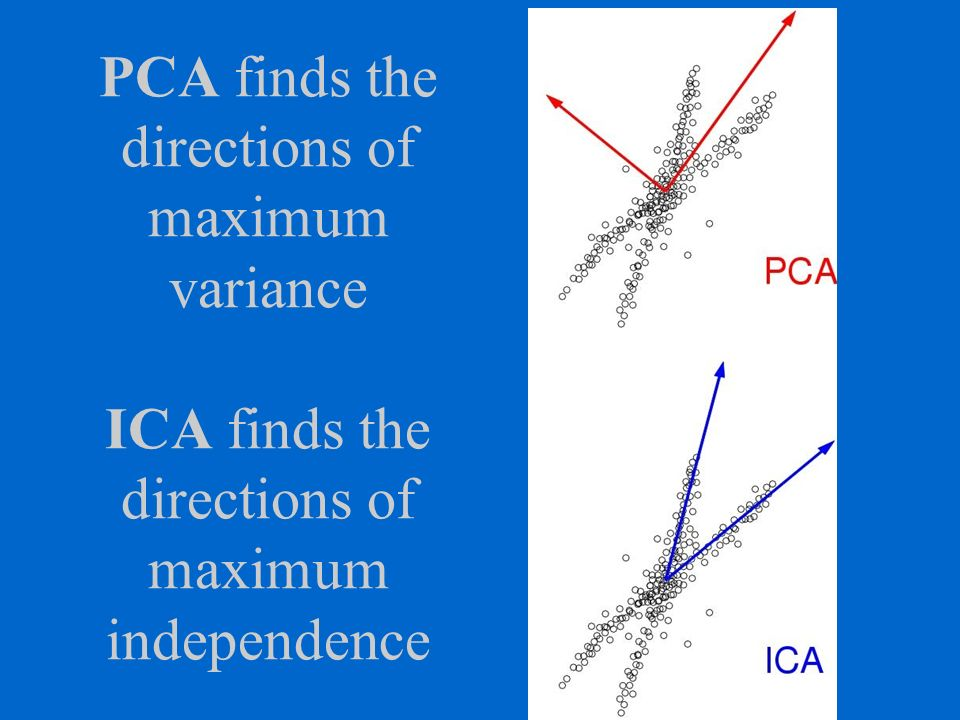 PCA finds the
directions of
maximum
variance
ICA finds the
directions of
maximum
independence
PCA
ICA